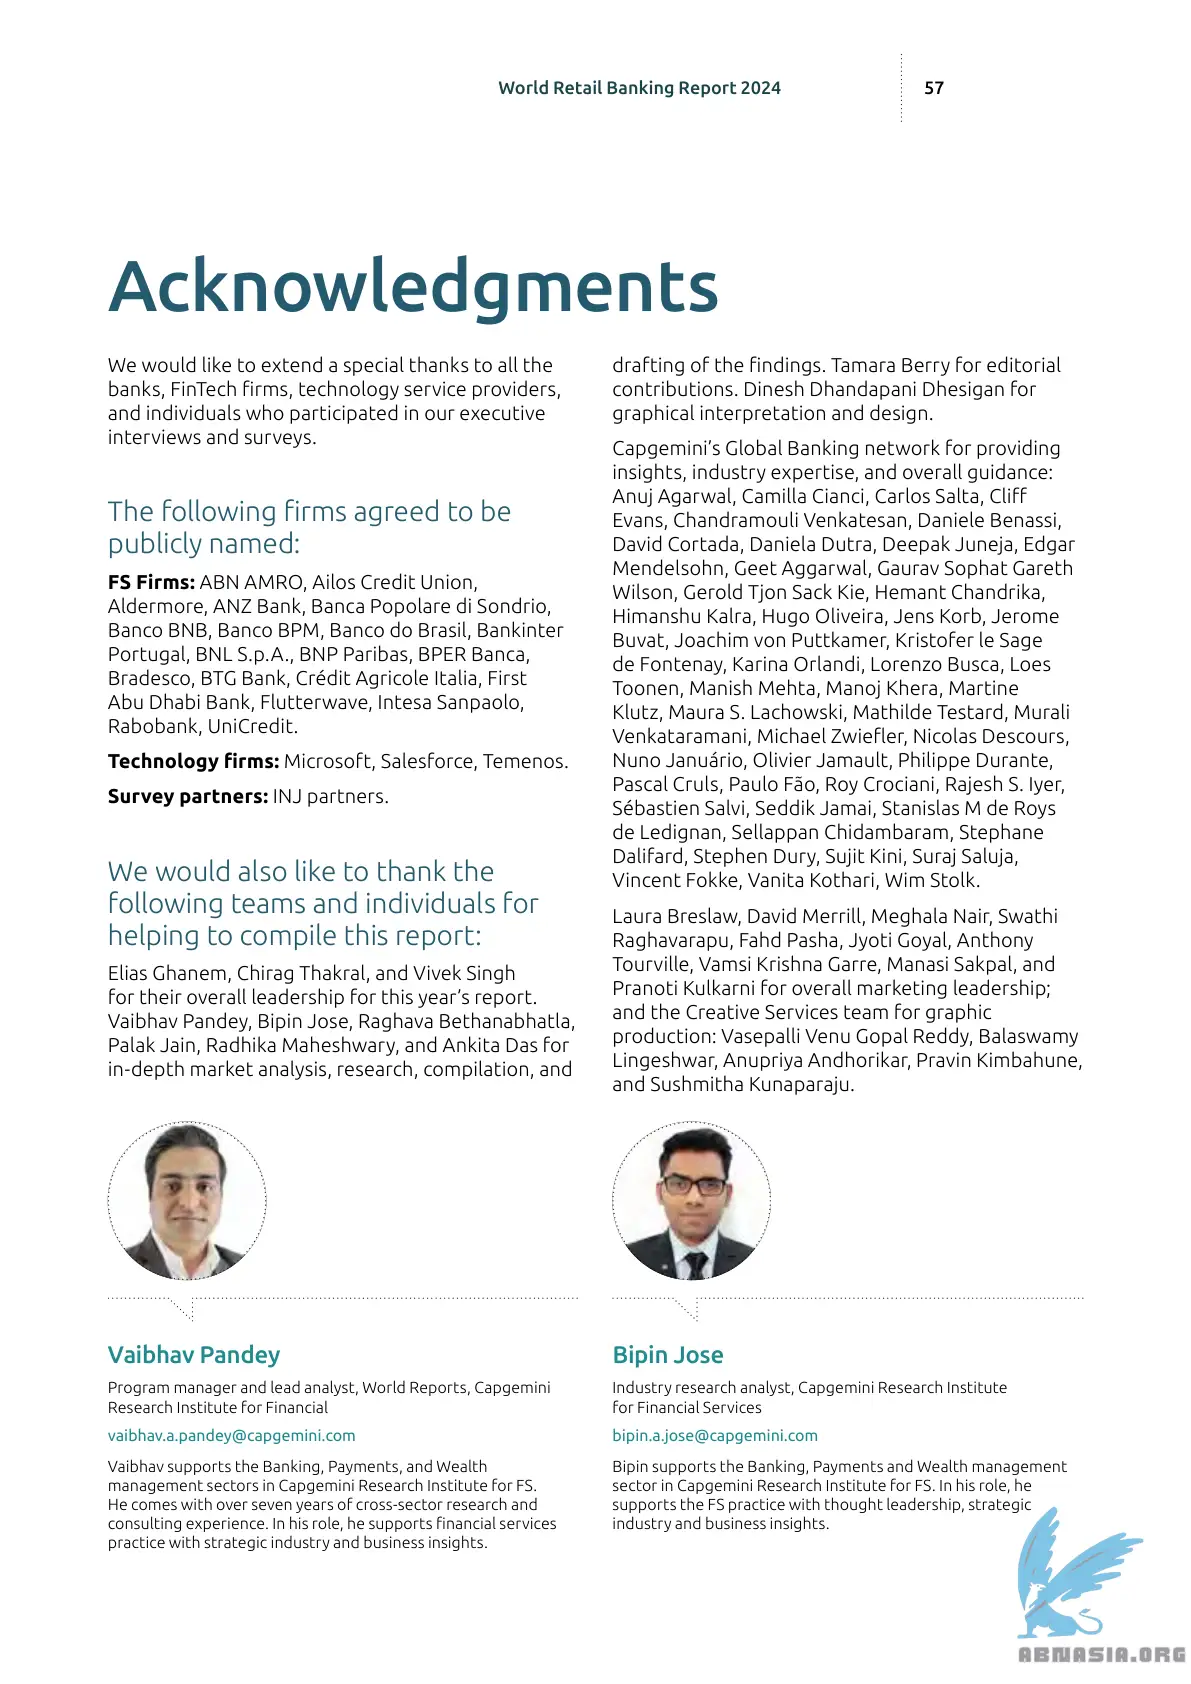 World Retail Banking Report 2024
57
Acknowledgments
We would like to extend a special thanks to all the
banks, FinTech firms, technology service providers,
and individuals who participated in our executive
interviews and surveys.
The following firms agreed to be
publicly named:
FS Firms: ABN AMRO, Ailos Credit Union,
Aldermore, ANZ Bank, Banca Popolare di Sondrio,
Banco BNB, Banco BPM, Banco do Brasil, Bankinter
Portugal, BNL S.p.A., BNP Paribas, BPER Banca,
Bradesco, BTG Bank, Crédit Agricole Italia, First
Abu Dhabi Bank, Flutterwave, Intesa Sanpaolo,
Rabobank, UniCredit.
Technology firms: Microsoft, Salesforce, Temenos.
Survey partners: INJ partners.
We would also like to thank the
following teams and individuals for
helping to compile this report:
Elias Ghanem, Chirag Thakral, and Vivek Singh
for their overall leadership for this year's report.
Vaibhav Pandey, Bipin Jose, Raghava Bethanabhatla,
Palak Jain, Radhika Maheshwary, and Ankita Das for
in-depth market analysis, research, compilation, and
drafting of the findings. Tamara Berry for editorial
contributions. Dinesh Dhandapani Dhesigan for
graphical interpretation and design.
Capgemini's Global Banking network for providing
insights, industry expertise, and overall guidance:
Anuj Agarwal, Camilla Cianci, Carlos Salta, Cliff
Evans, Chandramouli Venkatesan, Daniele Benassi,
David Cortada, Daniela Dutra, Deepak Juneja, Edgar
Mendelsohn, Geet Aggarwal, Gaurav Sophat Gareth
Wilson, Gerold Tjon Sack Kie, Hemant Chandrika,
Himanshu Kalra, Hugo Oliveira, Jens Korb, Jerome
Buvat, Joachim von Puttkamer, Kristofer le Sage
de Fontenay, Karina Orlandi, Lorenzo Busca, Loes
Toonen, Manish Mehta, Manoj Khera, Martine
Klutz, Maura S. Lachowski, Mathilde Testard, Murali
Venkataramani, Michael Zwiefler, Nicolas Descours,
Nuno Januário, Olivier Jamault, Philippe Durante,
Pascal Cruls, Paulo Fão, Roy Crociani, Rajesh S. Iyer,
Sébastien Salvi, Seddik Jamai, Stanislas M de Roys
de Ledignan, Sellappan Chidambaram, Stephane
Dalifard, Stephen Dury, Sujit Kini, Suraj Saluja,
Vincent Fokke, Vanita Kothari, Wim Stolk.
Laura Breslaw, David Merrill, Meghala Nair, Swathi
Raghavarapu, Fahd Pasha, Jyoti Goyal, Anthony
Tourville, Vamsi Krishna Garre, Manasi Sakpal, and
Pranoti Kulkarni for overall marketing leadership;
and the Creative Services team for graphic
production: Vasepalli Venu Gopal Reddy, Balaswamy
Lingeshwar, Anupriya Andhorikar, Pravin Kimbahune,
and Sushmitha Kunaparaju.
Vaibhav Pandey
Program manager and lead analyst, World Reports, Capgemini
Research Institute for Financial
vaibhav.a.pandey@capgemini.com
Vaibhav supports the Banking, Payments, and Wealth
management sectors in Capgemini Research Institute for FS.
He comes with over seven years of cross-sector research and
consulting experience. In his role, he supports financial services
practice with strategic industry and business insights.
Bipin Jose
Industry research analyst, Capgemini Research Institute
for Financial Services
bipin.a.jose@capgemini.com
Bipin supports the Banking, Payments and Wealth management
sector in Capgemini Research Institute for FS. In his role, he
supports the FS practice with thought leadership, strategic
industry and business insights.
ABNASIA.ORG